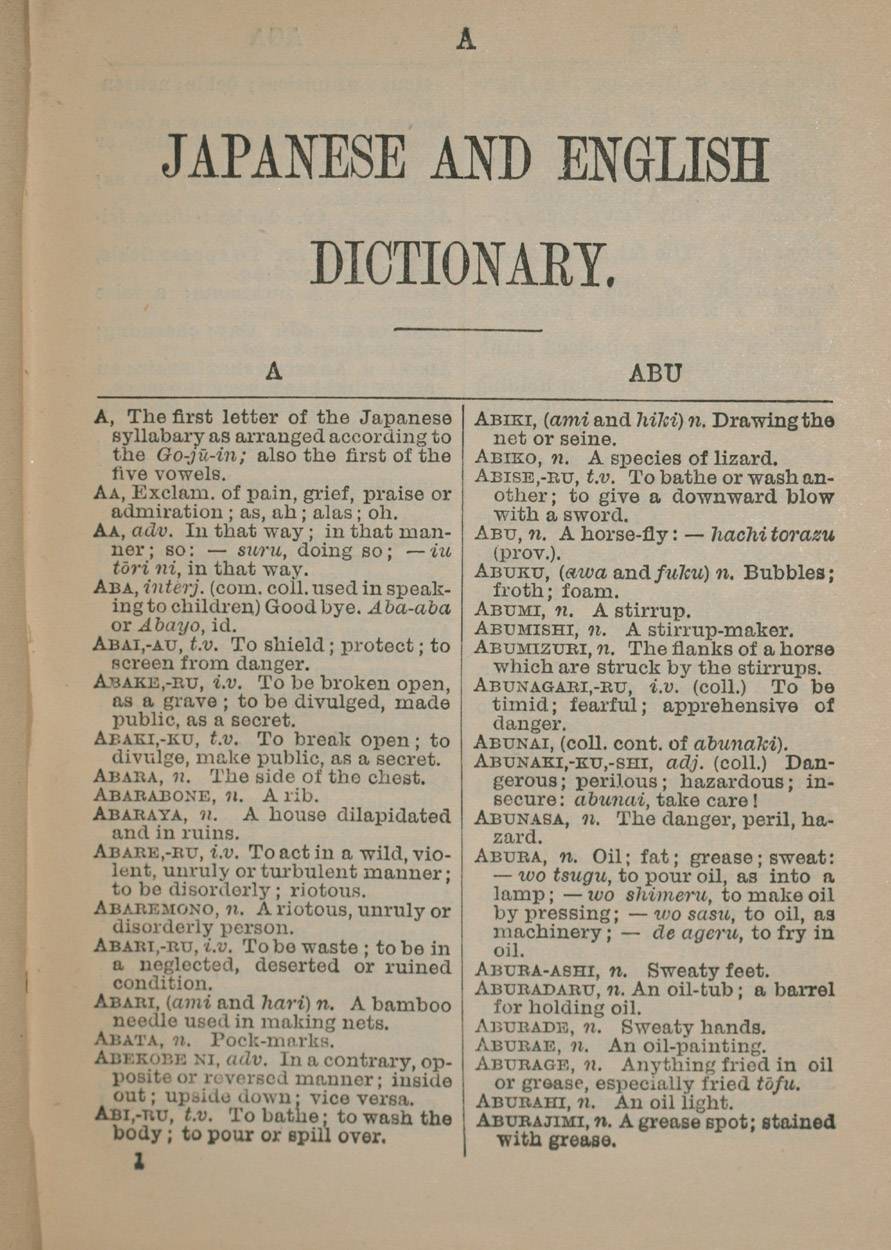 A
JAPANESE AND ENGLISH
DICTIONARY.
A
ABU
A, The first letter of the Japanese
syllabary as arranged according to
the Go-jū-in; also the first of the
five vowels.
AA, Exclam. of pain, grief, praise or
admiration; as, ah; alas; oh.
AA, adv. In that way; in that man-
ner; so: — suru, doing so; — iu
tōri ni, in that way.
ABA, interj. (com. coll. used in speak-
ing to children) Good bye. Aba-aba
or Abayo, id.
ABAI,-AU, t.v. To shield; protect; to
screen from danger.
ABAKE,-RU, i.v. To be broken open,
as a grave; to be divulged, made
public, as a secret.
ABAKI,-KU, t.v. To break open; to
divulge, make public, as a secret.
ABARA, n. The side of the chest.
ABARABONE, n. A rib.
ABARAYA, n. A house dilapidated
and in ruins.
ABARE,-RU, i.v. To act in a wild, vio-
lent, unruly or turbulent manner;
to be disorderly; riotous.
ABAREMONO, n. A riotous, unruly or
disorderly person.
ABARI,-RU, i.v. To be waste; to be in
a neglected, deserted or ruined
condition.
ABARI, (ami and hari) n. A bamboo
needle used in making nets.
ABATA, n. Pock-marks.
ABEKOBE NI, adv. In a contrary, op-
posite or reversed manner; inside
out; upside down; vice versa.
ABI,-RU, t.v. To bathe; to wash the
body; to pour or spill over.
1
ABIKI, (ami and hiki) n. Drawing the
net or seine.
ABIKO, n. A species of lizard.
ABISE,-RU, t.v. To bathe or wash an-
other; to give a downward blow
with a sword.
ABU, n. A horse-fly: — hachi torazu
(prov.).
ABUKU, (awa and fuku) n. Bubbles;
froth; foam.
ABUMI, n. A stirrup.
ABUMISHI, n. A stirrup-maker.
ABUMIZURI, n. The flanks of a horse
which are struck by the stirrups.
ABUNAGARI,-RU, i.v. (coll.) To be
timid; fearful; apprehensive of
danger.
ABUNAI, (coll. cont. of abunaki).
ABUNAKI,-KU,-SHI, adj. (coll.) Dan-
gerous; perilous; hazardous; in-
secure: abunai, take care!
ABUNASA, n. The danger, peril, ha-
zard.
ABURA, n. Oil; fat; grease; sweat:
— wo tsugu, to pour oil, as into a
lamp; — wo shimeru, to make oil
by pressing; — wo sasu, to oil, as
machinery; — de ageru, to fry in
oil.
ABURA-ASHI, n. Sweaty feet.
ABURADARU, n. An oil-tub; a barrel
for holding oil.
ABURADE, n. Sweaty hands.
ABURAE, n. An oil-painting.
ABURAGE, n. Anything fried in oil
or grease, especially fried tōfu.
ABURAHI, n. An oil light.
ABURAJIMI, n. A grease spot; stained
with grease.